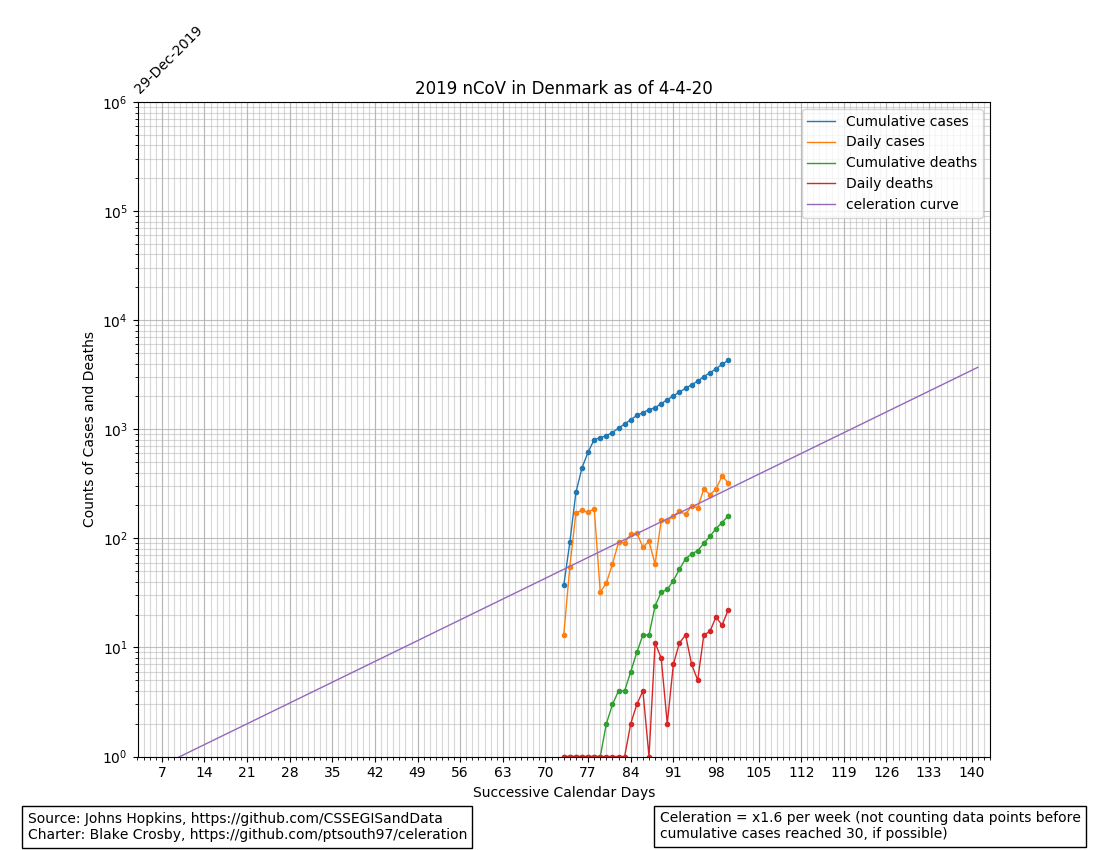 29-Dec-2019
2019 nCoV in Denmark as of 4-4-20
Cumulative cases
Daily cases
Cumulative deaths
Daily deaths
celeration curve
10⁶
10⁵
10⁴
10³
10²
10¹
10⁰
Counts of Cases and Deaths
7 14 21 28 35 42 49 56 63 70 77 84 91 98 105 112 119 126 133 140
Successive Calendar Days
Source: Johns Hopkins, https://github.com/CSSEGISandData
Charter: Blake Crosby, https://github.com/ptsouth97/celeration
Celeration = x1.6 per week (not counting data points before
cumulative cases reached 30, if possible)